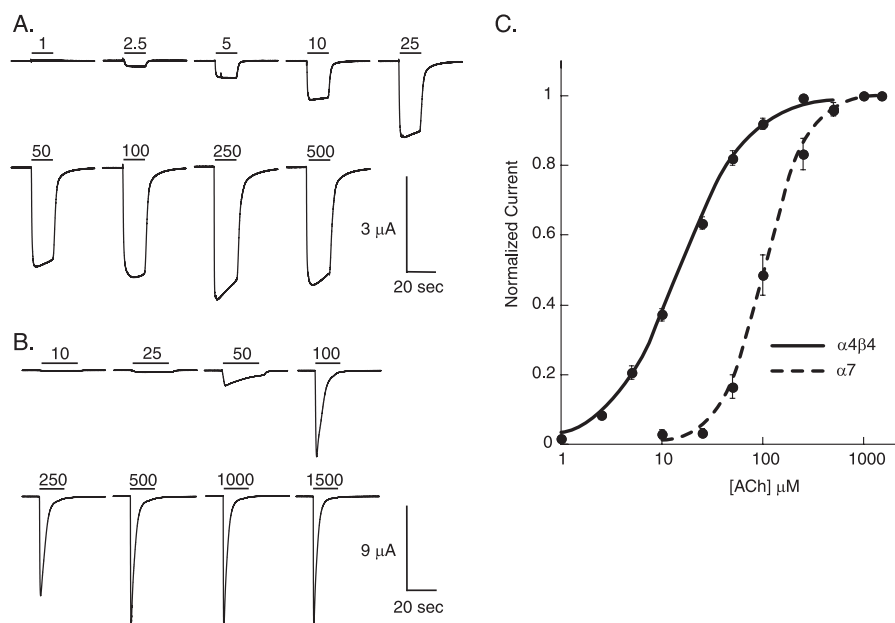 A.
1 2.5 5 10 25
50 100 250 500
3 μA
20 sec
B.
10 25 50 100
250 500 1000 1500
9 μA
20 sec
C.
Normalized Current
1
0.8
0.6
0.4
0.2
0
α4β4
α7
1 10 100 1000
[ACh] μM